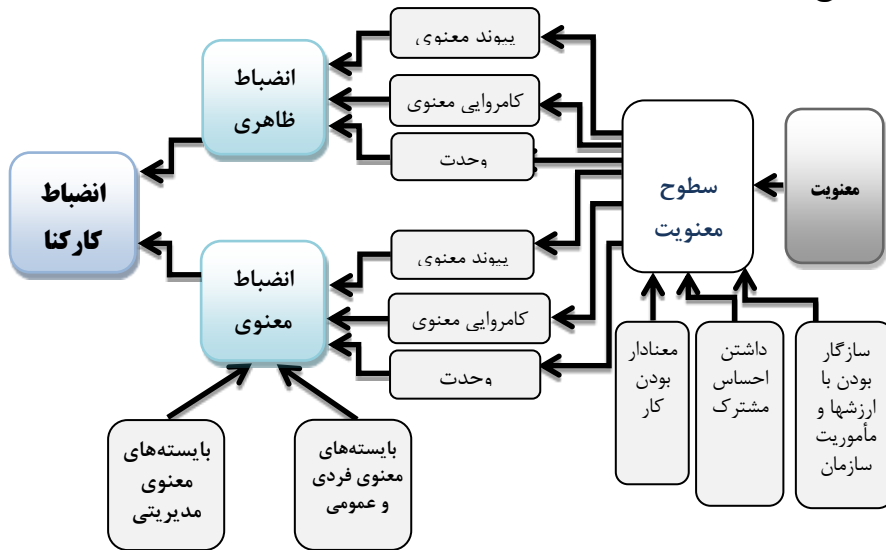 معنویت
سطوح
معنویت
سازگار
بودن با
ارزشها و
مأموریت
سازمان
داشتن
احساس
مشترک
معنادار
بودن
کار
پیوند معنوی
کامروایی معنوی
وحدت
پیوند معنوی
کامروایی معنوی
وحدت
انضباط
ظاهری
انضباط
معنوی
بایسته‌های
معنوی فردی
و عمومی
بایسته‌های
معنوی
مدیریتی
انضباط
کارکنا